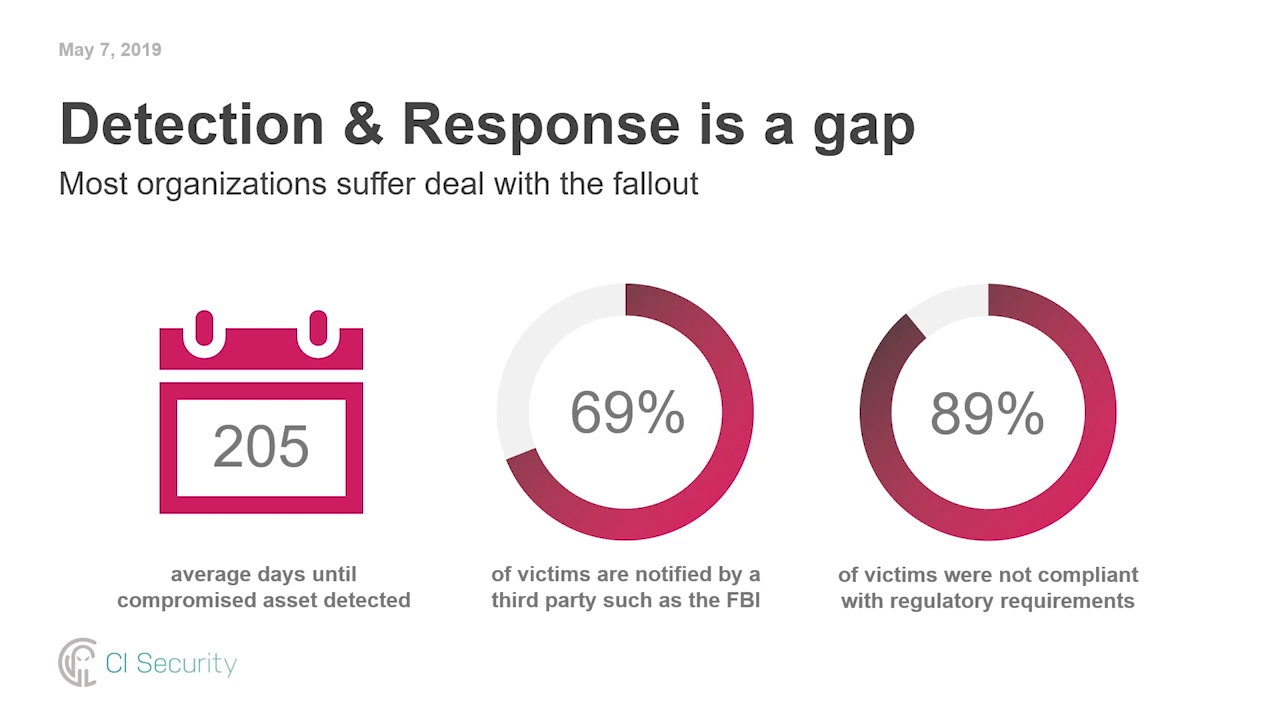 May 7, 2019
Detection & Response is a gap
Most organizations suffer deal with the fallout
205
69%
89%
average days until
compromised asset detected
of victims are notified by a
third party such as the FBI
of victims were not compliant
with regulatory requirements
CI Security